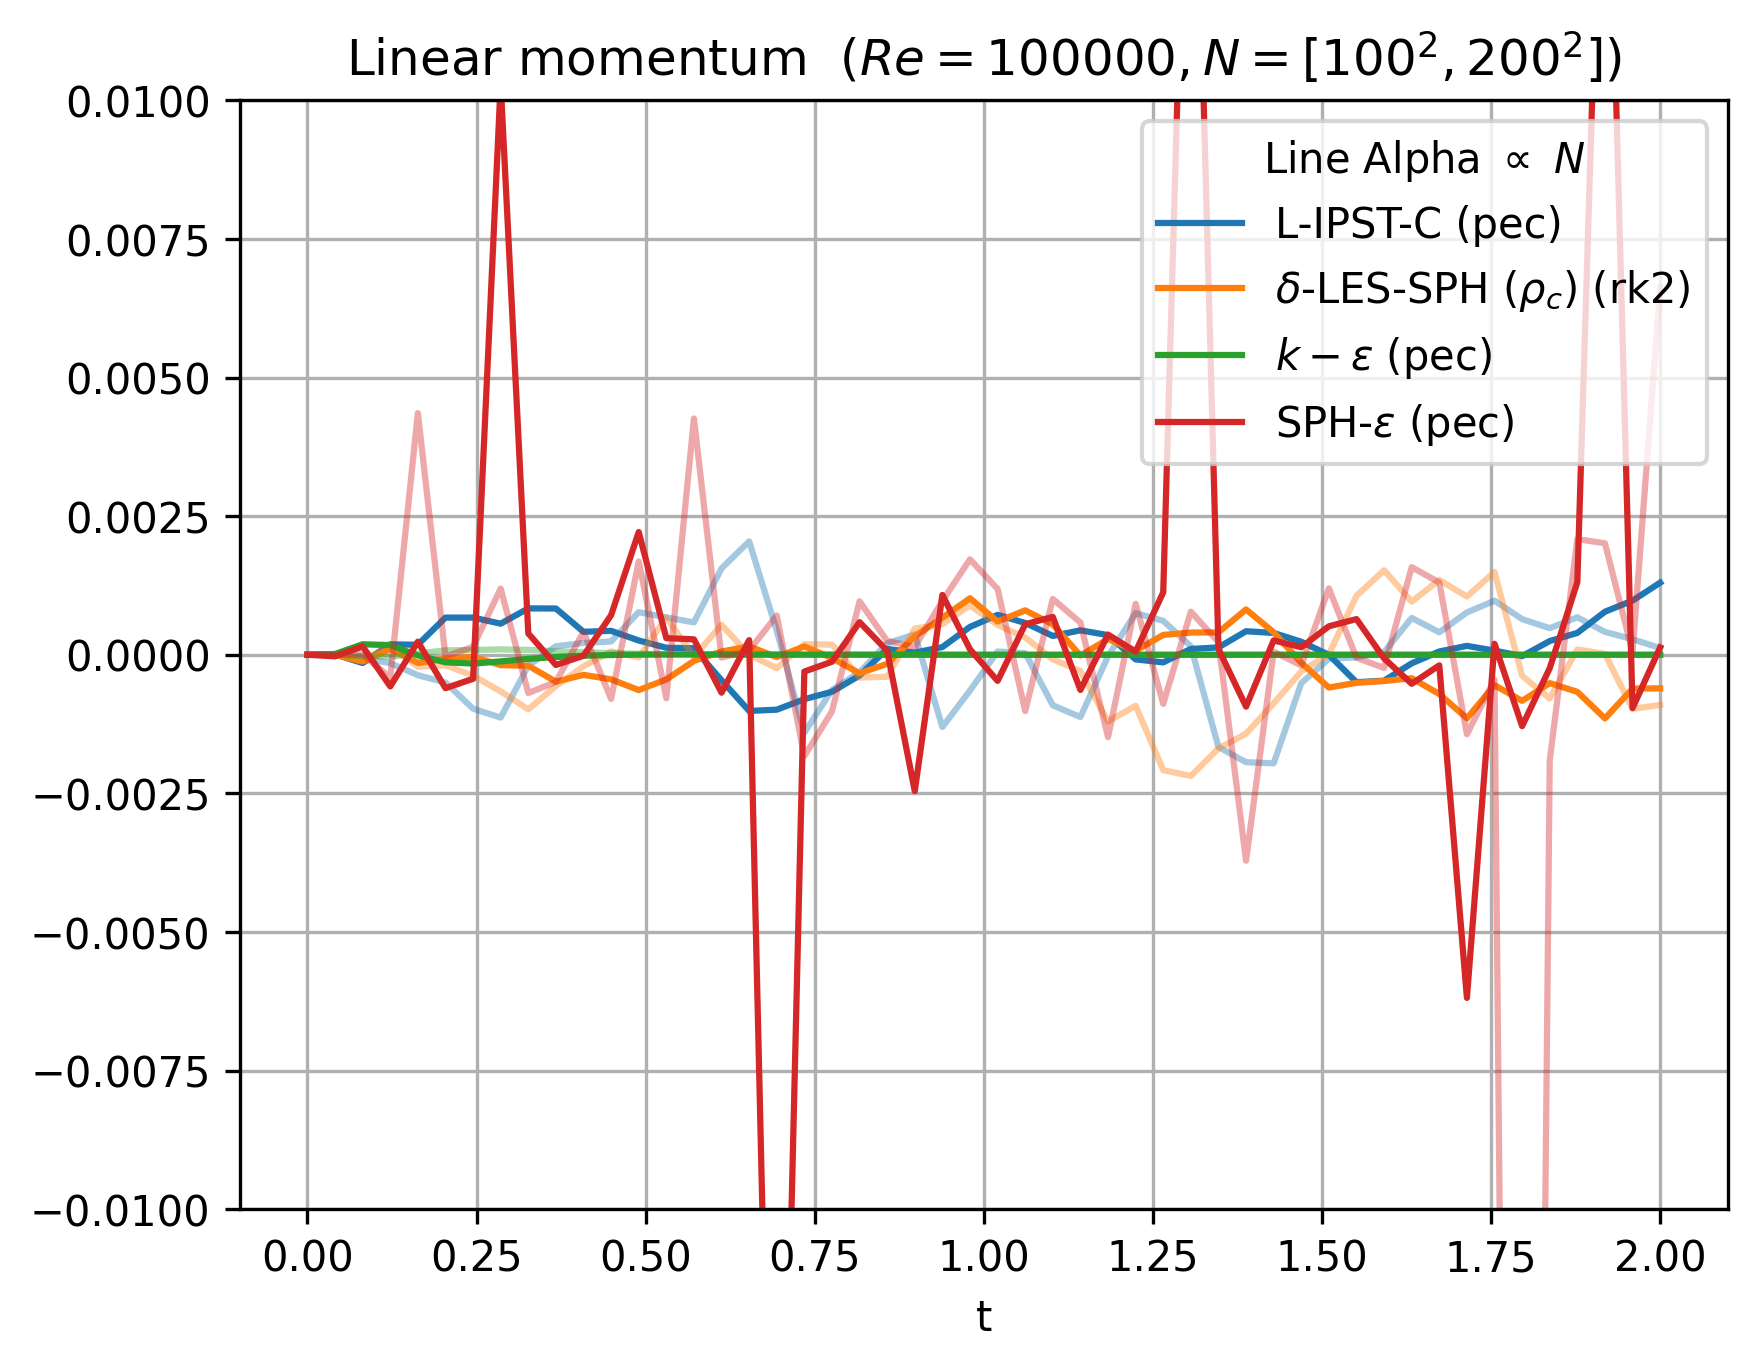 Linear momentum (Re = 100000, N = [100², 200²])
0.0100
0.0075
0.0050
0.0025
0.0000
−0.0025
−0.0050
−0.0075
−0.0100
Line Alpha ∝ N
L-IPST-C (pec)
δ-LES-SPH (ρ_c) (rk2)
k − ε (pec)
SPH-ε (pec)
0.00 0.25 0.50 0.75 1.00 1.25 1.50 1.75 2.00
t